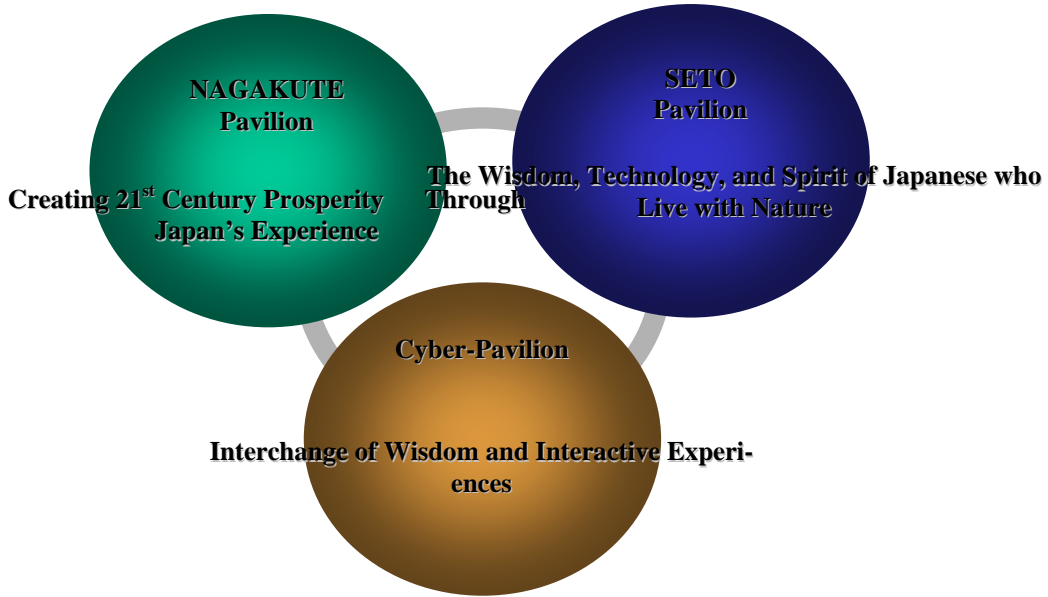 NAGAKUTE
Pavilion
Creating 21st Century Prosperity Through
Japan’s Experience
SETO
Pavilion
The Wisdom, Technology, and Spirit of Japanese who
Live with Nature
Cyber-Pavilion
Interchange of Wisdom and Interactive Experi-
ences